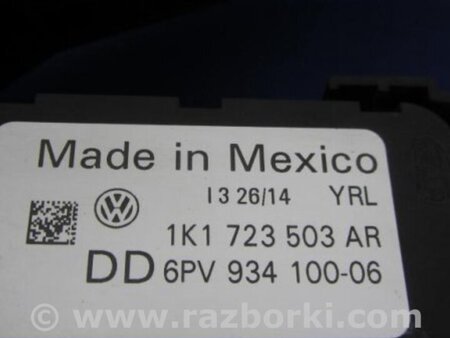 Made in Mexico
I 3 26/14 YRL
1K1 723 503 AR
DD 6PV 934 100-06
© www.razborki.com